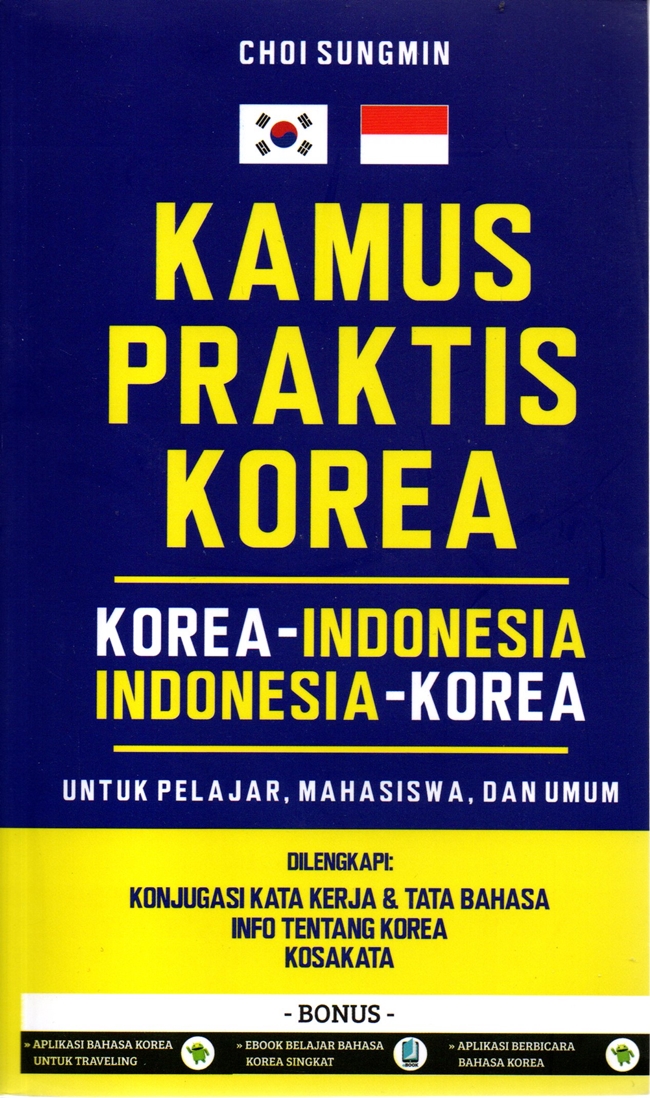 CHOI SUNGMIN
KAMUS
PRAKTIS
KOREA
KOREA-INDONESIA
INDONESIA-KOREA
UNTUK PELAJAR, MAHASISWA, DAN UMUM
DILENGKAPI:
KONJUGASI KATA KERJA & TATA BAHASA
INFO TENTANG KOREA
KOSAKATA
- BONUS -
» APLIKASI BAHASA KOREA
UNTUK TRAVELING
» EBOOK BELAJAR BAHASA
KOREA SINGKAT
eBOOK
» APLIKASI BERBICARA
BAHASA KOREA